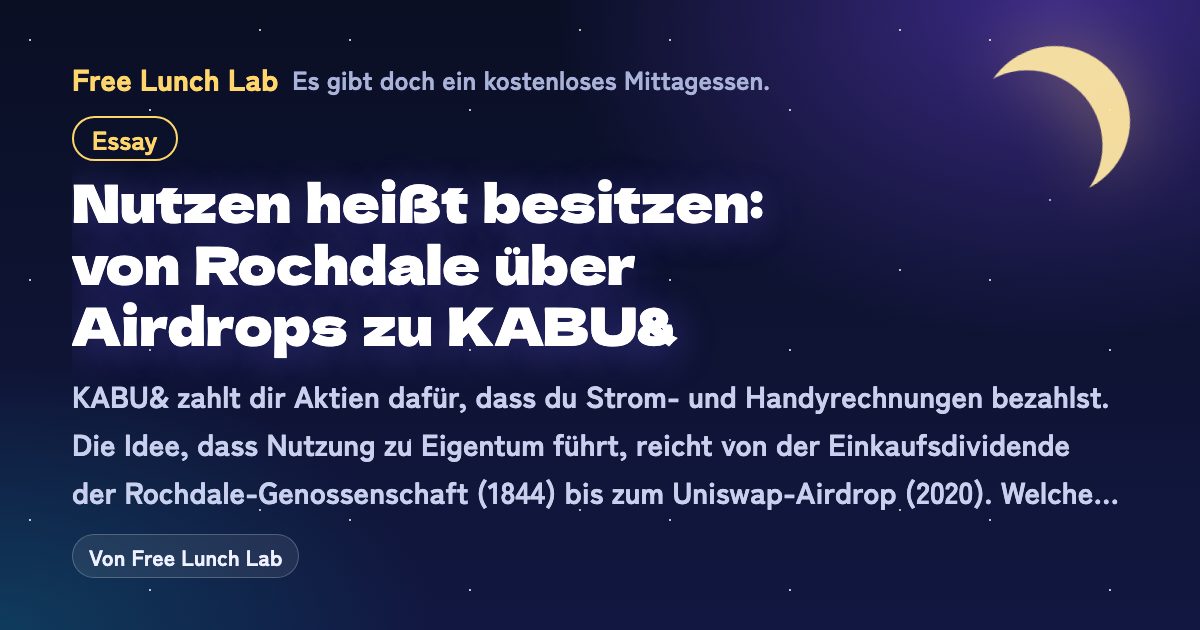 Free Lunch Lab Es gibt doch ein kostenloses Mittagessen.
Essay
Nutzen heißt besitzen:
von Rochdale über
Airdrops zu KABU&
KABU& zahlt dir Aktien dafür, dass du Strom- und Handyrechnungen bezahlst.
Die Idee, dass Nutzung zu Eigentum führt, reicht von der Einkaufsdividende
der Rochdale-Genossenschaft (1844) bis zum Uniswap-Airdrop (2020). Welche…
Von Free Lunch Lab